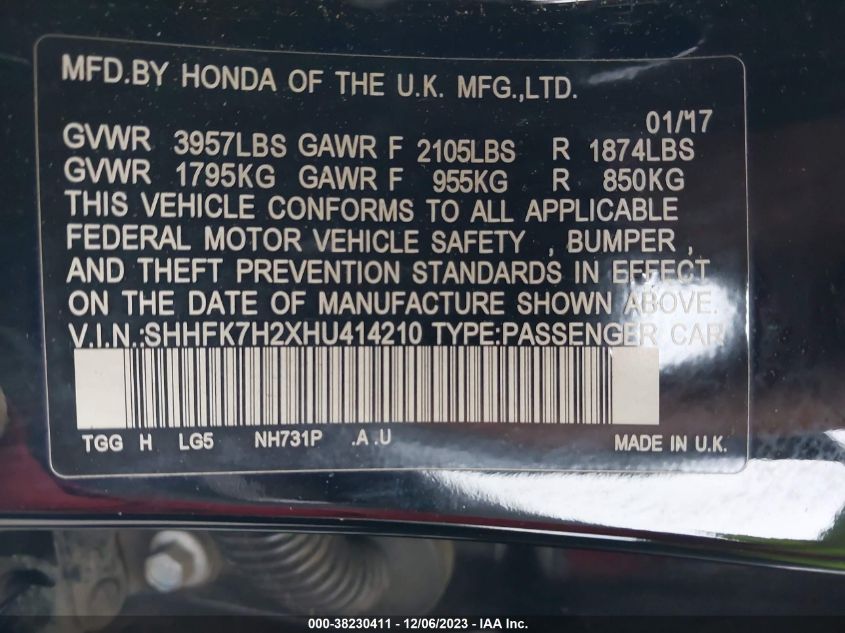 MFD.BY HONDA OF THE U.K. MFG.,LTD.
01/'17
GVWR 3957LBS GAWR F 2105LBS R 1874LBS
GVWR 1795KG GAWR F 955KG R 850KG
THIS VEHICLE CONFORMS TO ALL APPLICABLE
FEDERAL MOTOR VEHICLE SAFETY , BUMPER ,
AND THEFT PREVENTION STANDARDS IN EFFECT
ON THE DATE OF MANUFACTURE SHOWN ABOVE.
V.I.N.:SHHFK7H2XHU414210 TYPE:PASSENGER CAR
TGG H LG5 NH731P .A .U MADE IN U.K.
000-38230411 - 12/06/2023 - IAA Inc.